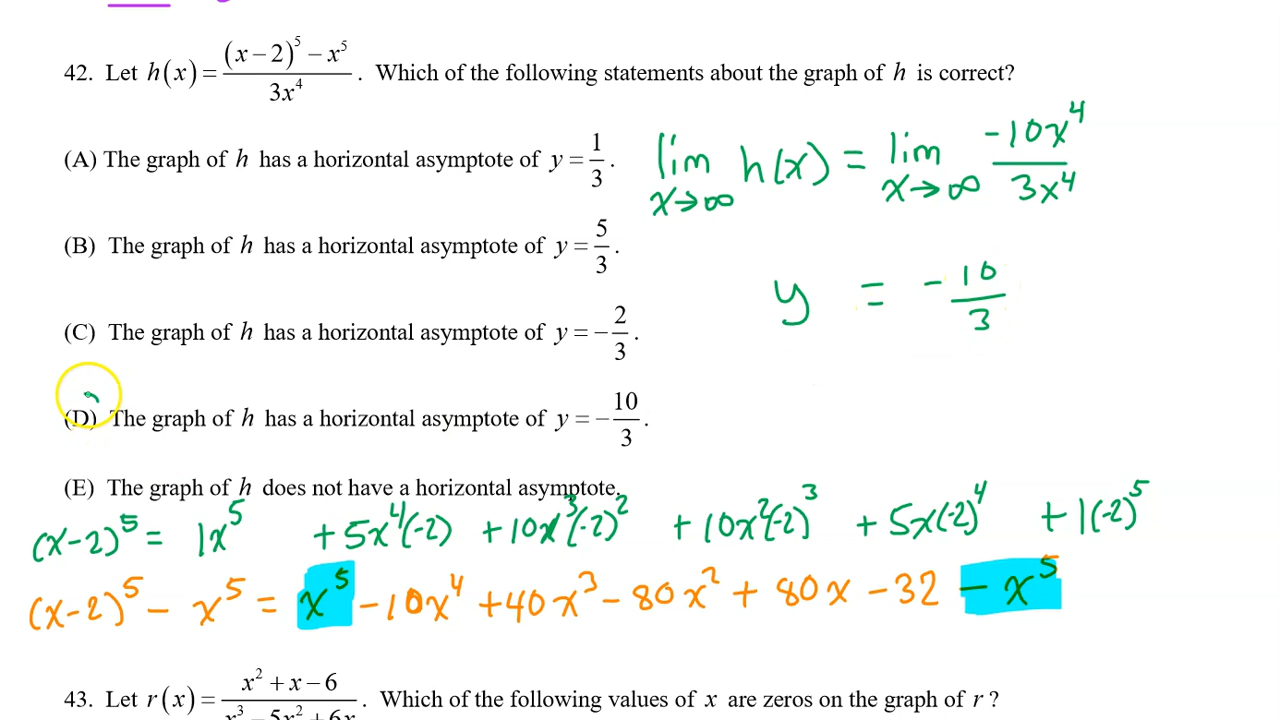 42. Let h(x) = ((x − 2)^5 − x^5) / (3x^4). Which of the following statements about the graph of h is correct?
(A) The graph of h has a horizontal asymptote of y = 1/3.
lim x→∞ h(x) = lim x→∞ −10x^4 / 3x^4
(B) The graph of h has a horizontal asymptote of y = 5/3.
y = −10/3
(C) The graph of h has a horizontal asymptote of y = −2/3.
(D) The graph of h has a horizontal asymptote of y = −10/3.
(E) The graph of h does not have a horizontal asymptote.
(x−2)^5 = 1x^5 + 5x^4(−2) + 10x^3(−2)^2 + 10x^2(−2)^3 + 5x(−2)^4 + 1(−2)^5
(x−2)^5 − x^5 = x^5 − 10x^4 + 40x^3 − 80x^2 + 80x − 32 − x^5
43. Let r(x) = (x^2 + x − 6) / (x^3 − 5x^2 + 6x). Which of the following values of x are zeros on the graph of r?